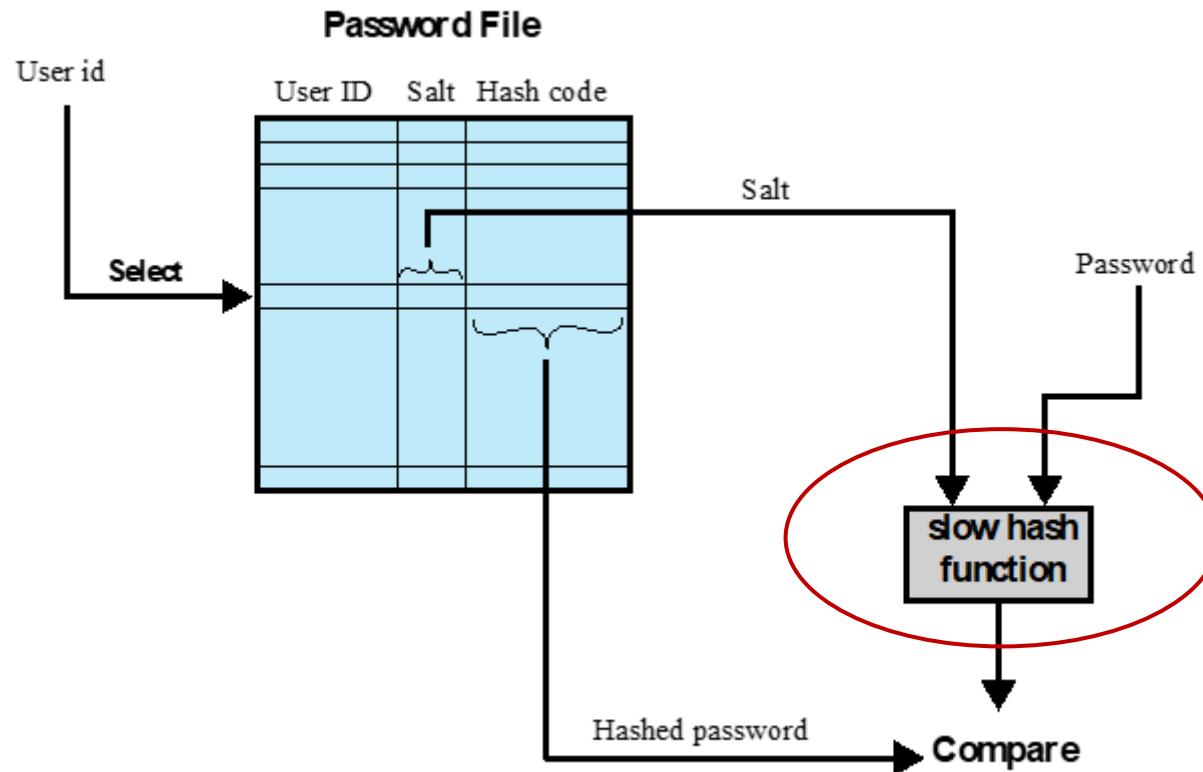 Password File
User id
User ID Salt Hash code
Salt
Select
Password
slow hash
function
Hashed password
Compare